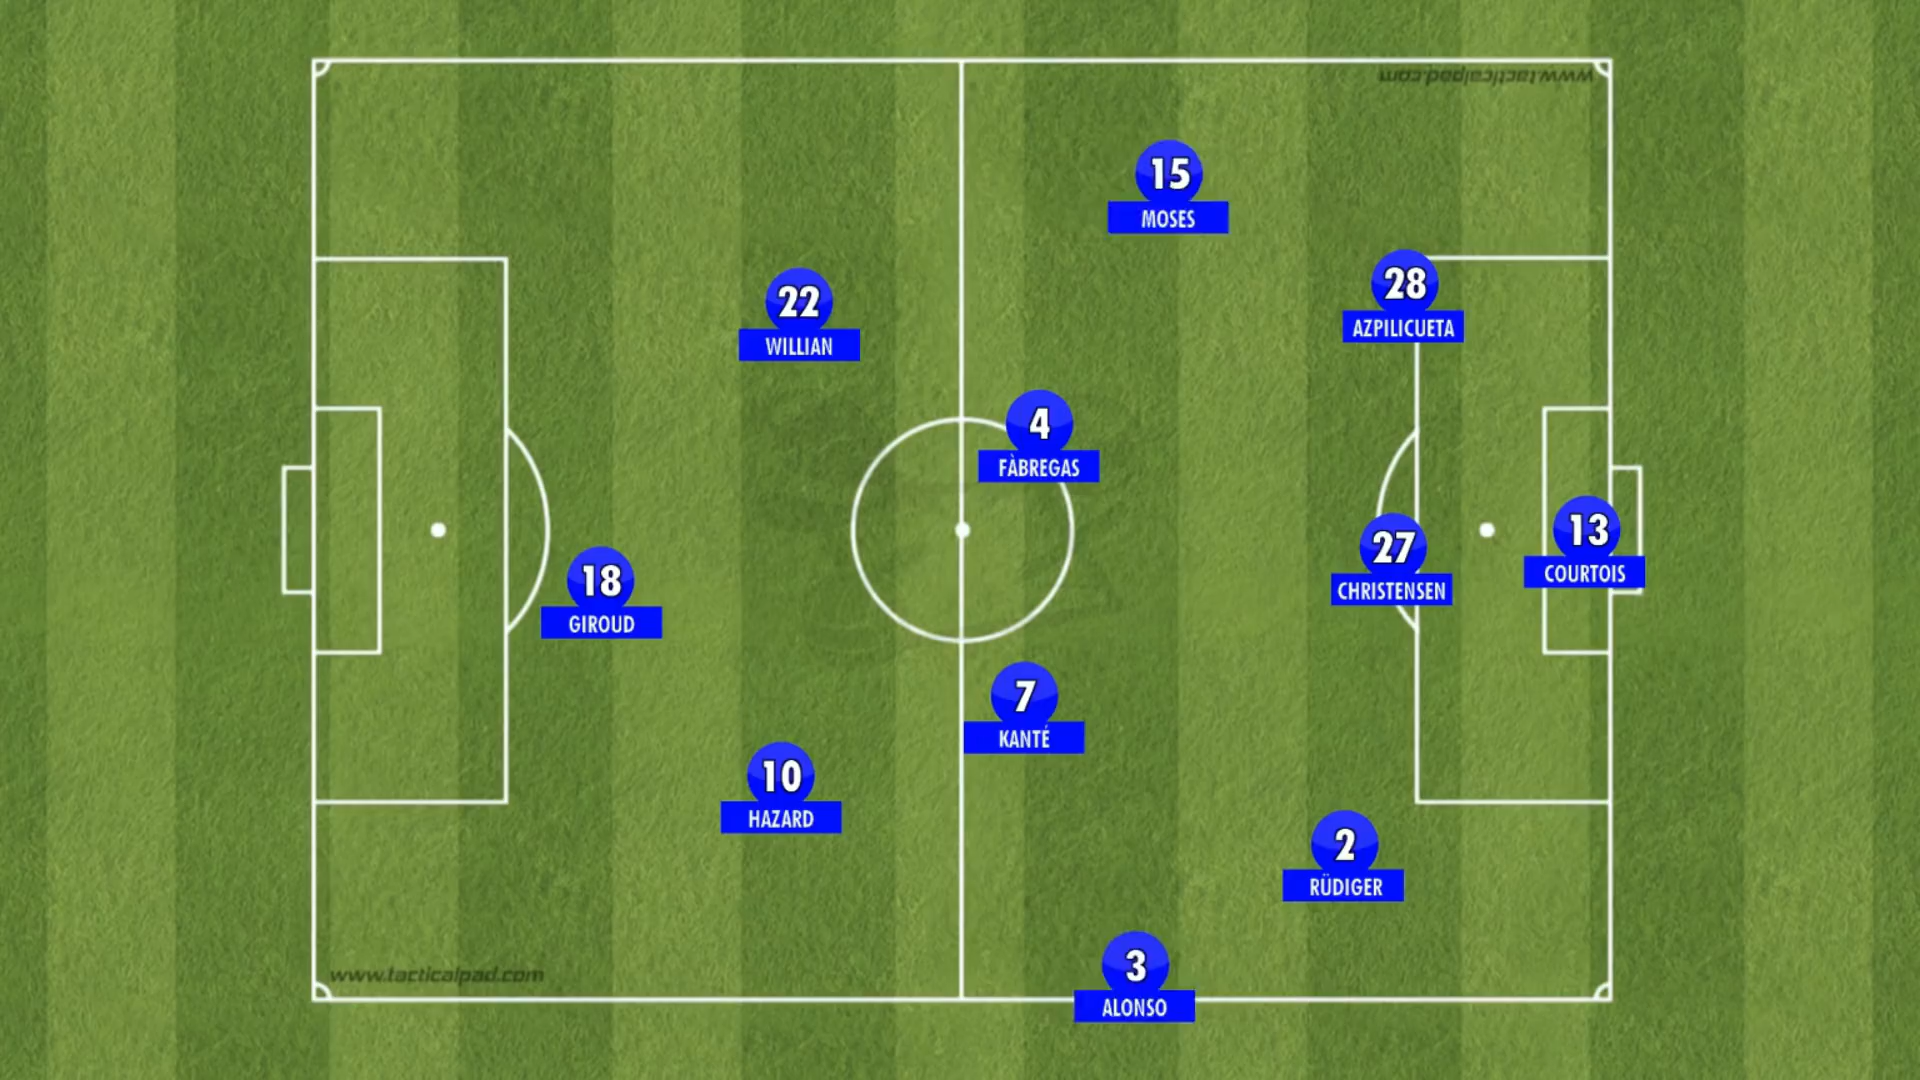 www.tacticalpad.com
15
MOSES
28
AZPILICUETA
22
WILLIAN
4
FÀBREGAS
13
COURTOIS
27
CHRISTENSEN
18
GIROUD
7
KANTÉ
10
HAZARD
2
RÜDIGER
3
ALONSO
www.tacticalpad.com